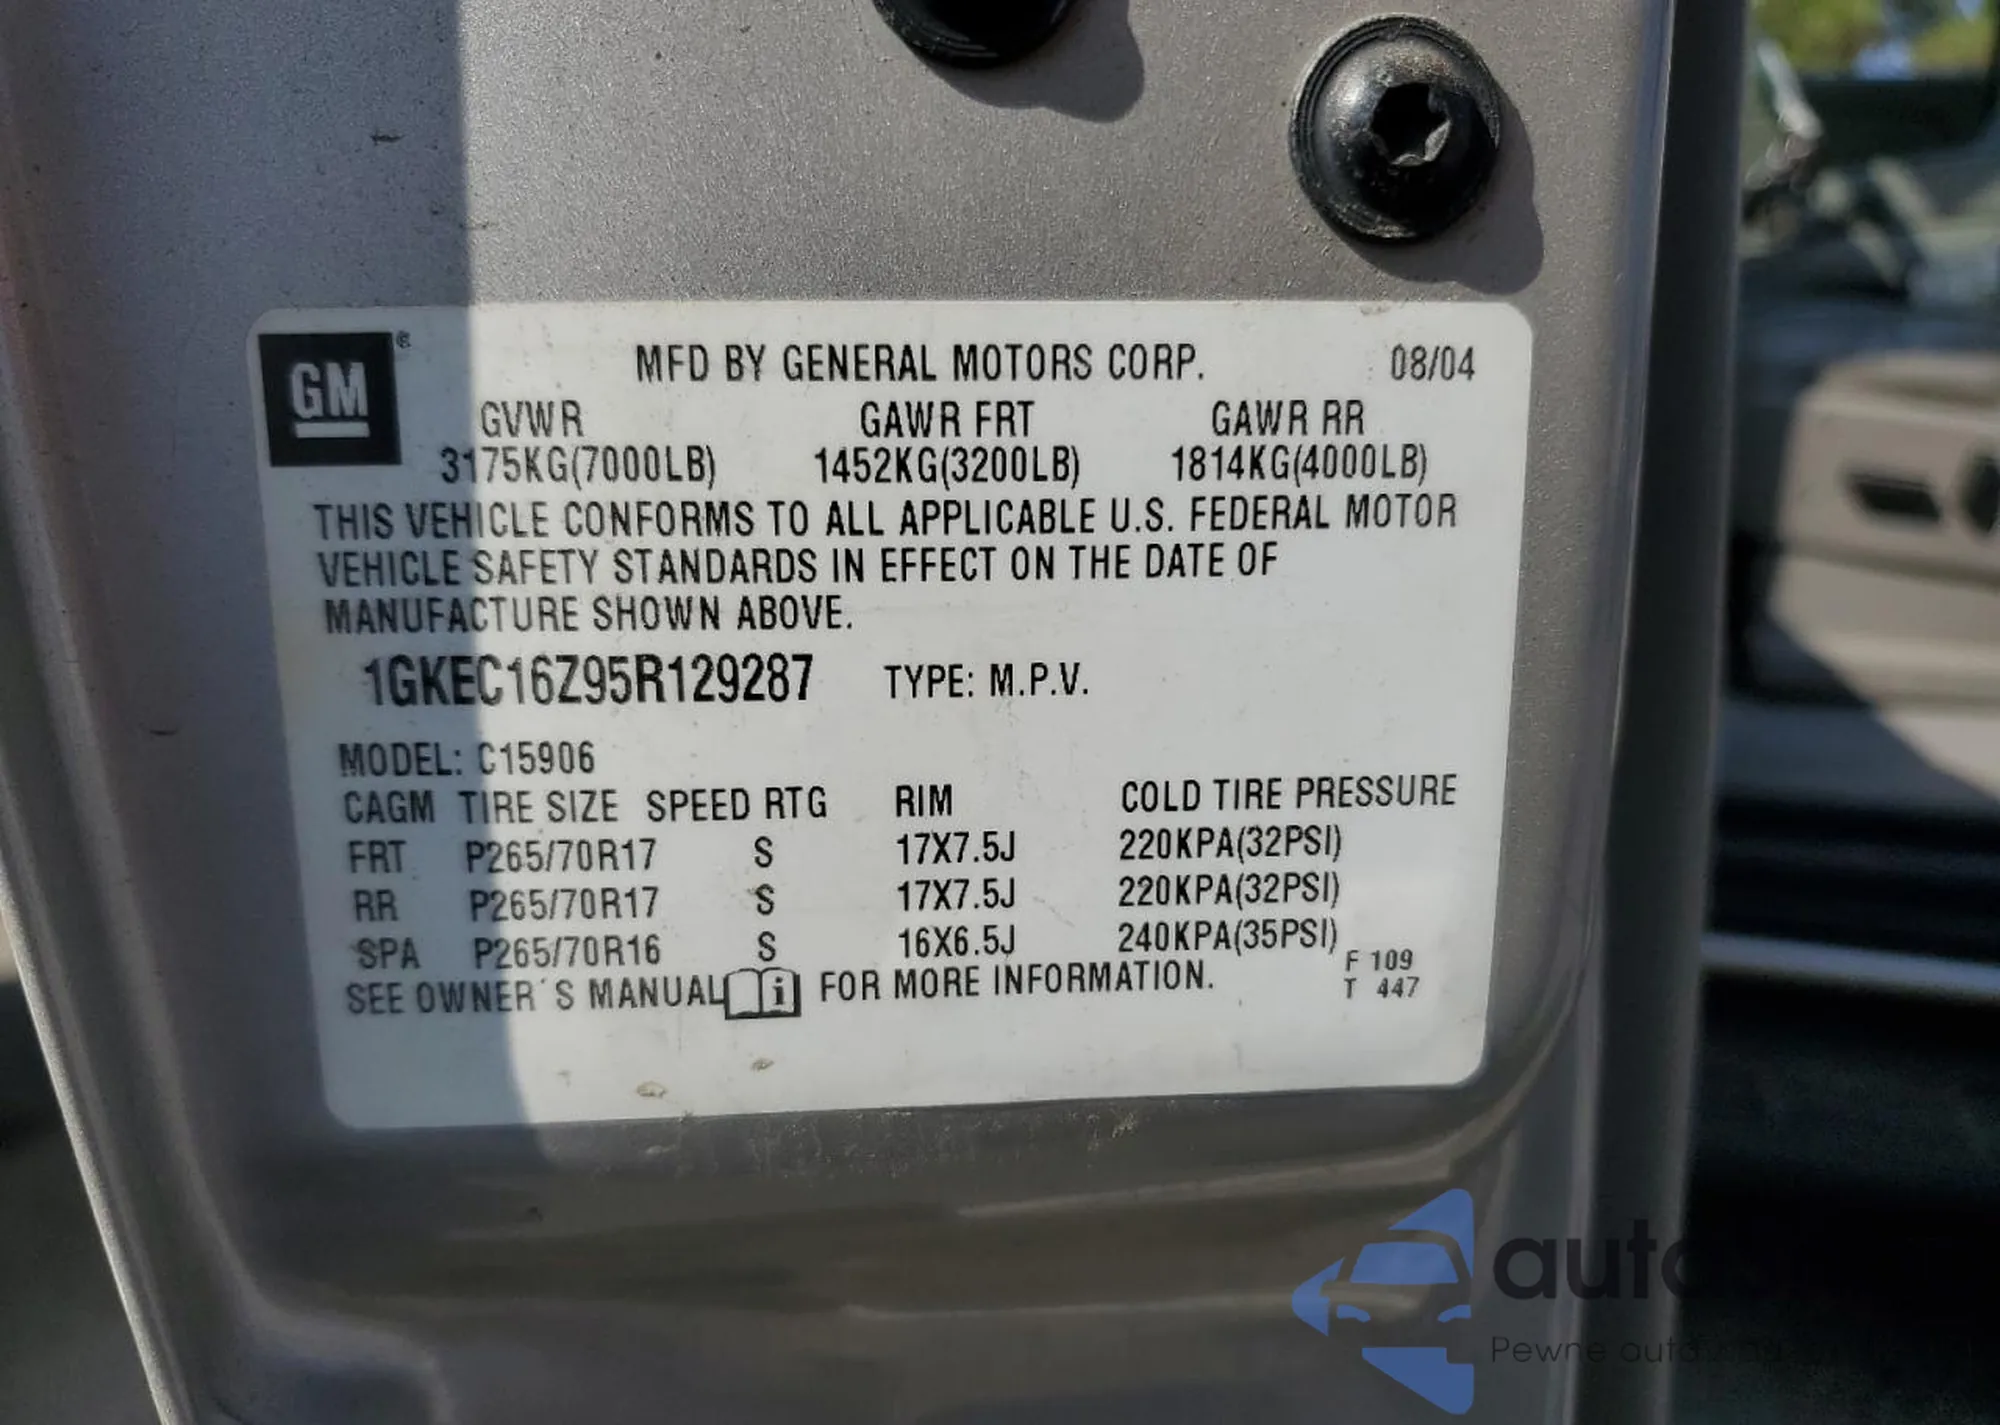 GM®
MFD BY GENERAL MOTORS CORP. 08/04
GVWR GAWR FRT GAWR RR
3175KG(7000LB) 1452KG(3200LB) 1814KG(4000LB)
THIS VEHICLE CONFORMS TO ALL APPLICABLE U.S. FEDERAL MOTOR
VEHICLE SAFETY STANDARDS IN EFFECT ON THE DATE OF
MANUFACTURE SHOWN ABOVE.
1GKEC16Z95R129287 TYPE: M.P.V.
MODEL: C15906
CAGM TIRE SIZE SPEED RTG RIM COLD TIRE PRESSURE
FRT P265/70R17 S 17X7.5J 220KPA(32PSI)
RR P265/70R17 S 17X7.5J 220KPA(32PSI)
SPA P265/70R16 S 16X6.5J 240KPA(35PSI)
SEE OWNER'S MANUAL i FOR MORE INFORMATION.
F 109
T 447
Pewne